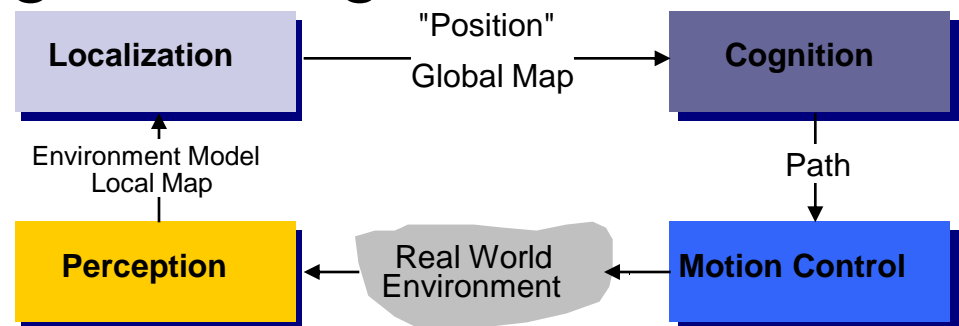 "Position"
Localization
Cognition
Global Map
Environment Model
Local Map
Path
Perception
Real World
Environment
Motion Control